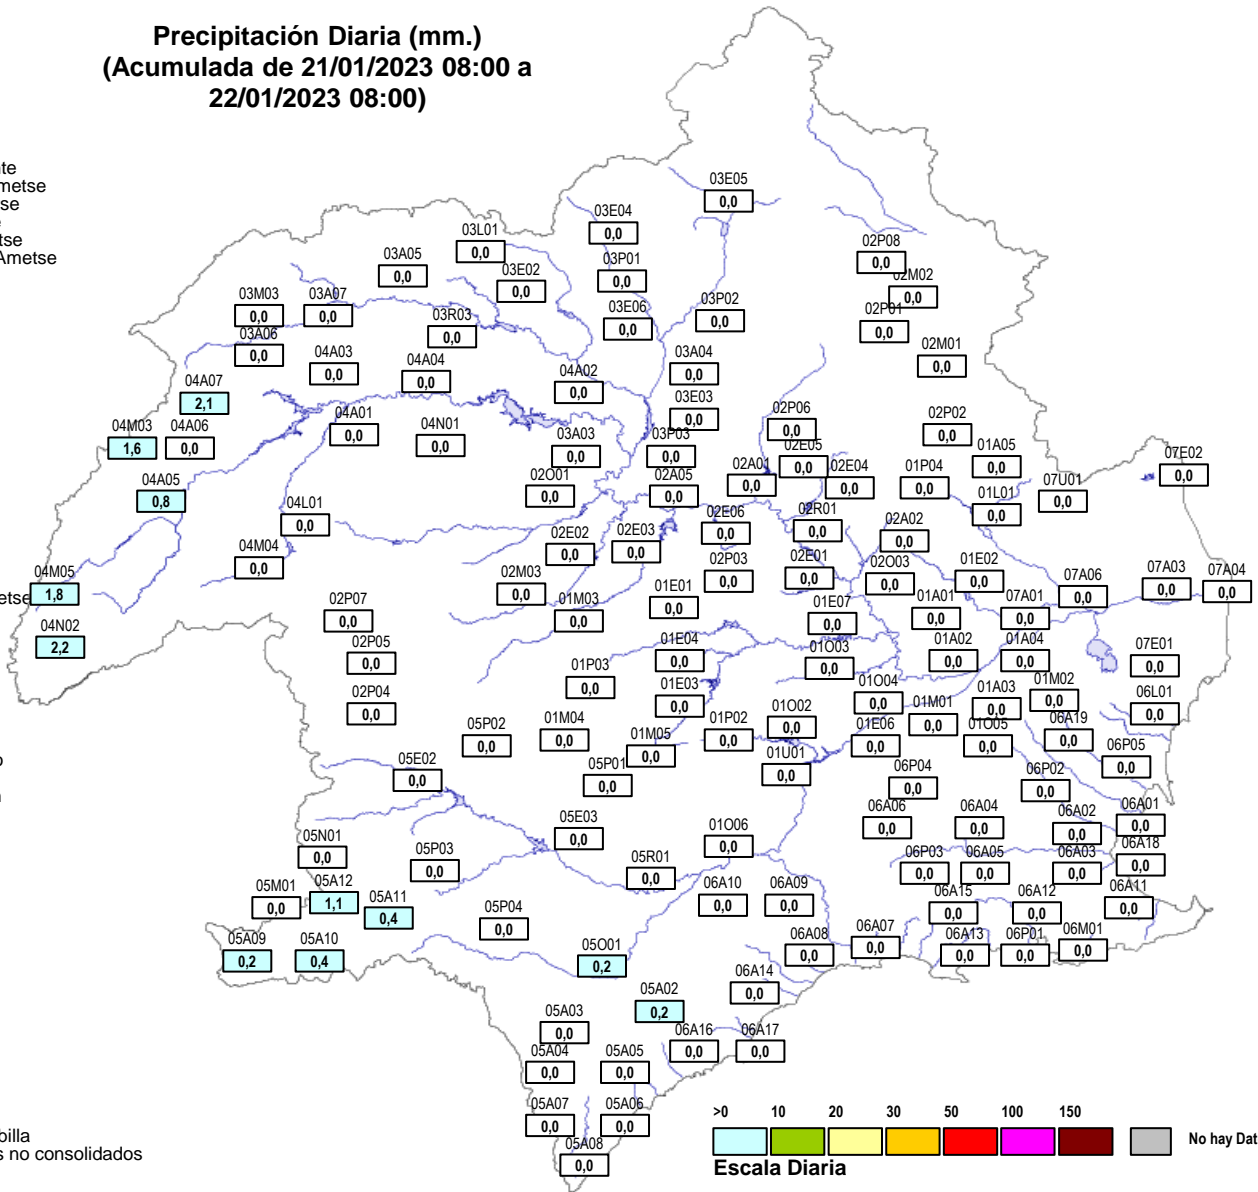 Precipitación Diaria (mm.)
(Acumulada de 21/01/2023 08:00 a
22/01/2023 08:00)
nte
metse
tse
e
tse
Ametse
03E05
0,0
03E04
0,0
03L01
0,0
03A05
0,0
03E02
0,0
03P01
0,0
02P08
0,0
02M02
0,0
03M03
0,0
03A07
0,0
03R03
0,0
03E06
0,0
03P02
0,0
02P01
0,0
03A06
0,0
04A03
0,0
04A04
0,0
04A02
0,0
03A04
0,0
02M01
0,0
04A07
2,1
03E03
0,0
04M03
1,6
04A06
0,0
04A01
0,0
04N01
0,0
03A03
0,0
03P03
0,0
02P06
0,0
02P02
0,0
02E05
0,0
01A05
0,0
07E02
0,0
04A05
0,8
02O01
0,0
02A05
0,0
02A01
0,0
02E04
0,0
01P04
0,0
07U01
0,0
01L01
0,0
04L01
0,0
02E06
0,0
02R01
0,0
02A02
0,0
02E02
0,0
02E03
0,0
04M04
0,0
04M05
1,8
02M03
0,0
02P03
0,0
02E01
0,0
02O03
0,0
01E02
0,0
07A06
0,0
07A03
0,0
07A04
0,0
etse
02P07
0,0
01M03
0,0
01E01
0,0
01E07
0,0
01A01
0,0
07A01
0,0
04N02
2,2
02P05
0,0
01E04
0,0
01O03
0,0
01A02
0,0
01A04
0,0
07E01
0,0
01P03
0,0
02P04
0,0
01E03
0,0
01O04
0,0
01M01
0,0
01A03
0,0
01M02
0,0
06L01
0,0
05P02
0,0
01M04
0,0
01M05
0,0
01P02
0,0
01O02
0,0
01E06
0,0
01O05
0,0
06A19
0,0
o
05E02
0,0
05P01
0,0
01U01
0,0
06P04
0,0
06P02
0,0
06P05
0,0
05E03
0,0
01O06
0,0
06A06
0,0
06A04
0,0
06A02
0,0
06A01
0,0
05N01
0,0
05P03
0,0
05R01
0,0
06P03
0,0
06A05
0,0
06A03
0,0
06A18
0,0
05M01
0,0
05A12
1,1
05A11
0,4
05P04
0,0
06A10
0,0
06A09
0,0
06A15
0,0
06A12
0,0
06A11
0,0
05A09
0,2
05A10
0,4
05O01
0,2
06A08
0,0
06A07
0,0
06A13
0,0
06P01
0,0
06M01
0,0
06A14
0,0
05A02
0,2
05A03
0,0
06A16
0,0
06A17
0,0
05A04
0,0
05A05
0,0
05A07
0,0
05A06
0,0
05A08
0,0
>0 10 20 30 50 100 150
No hay Dat
Escala Diaria
billa
s no consolidados